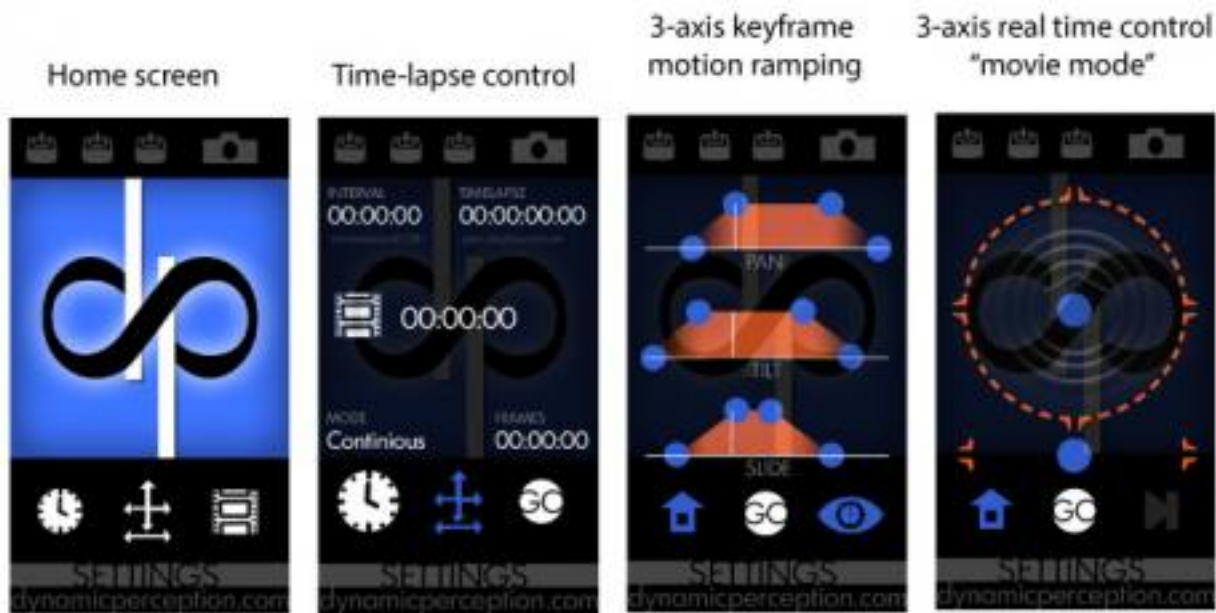 Home screen
Time-lapse control
3-axis keyframe
motion ramping
3-axis real time control
"movie mode"
SETTINGS
dynamicperception.com
INTERVAL
00:00:00
TIMELAPSE
00:00:00:00
00:00:00
MODE
Continious
FRAMES
00:00:00
GO
SETTINGS
dynamicperception.com
PAN
TILT
SLIDE
GO
SETTINGS
dynamicperception.com
GO
SETTINGS
dynamicperception.com